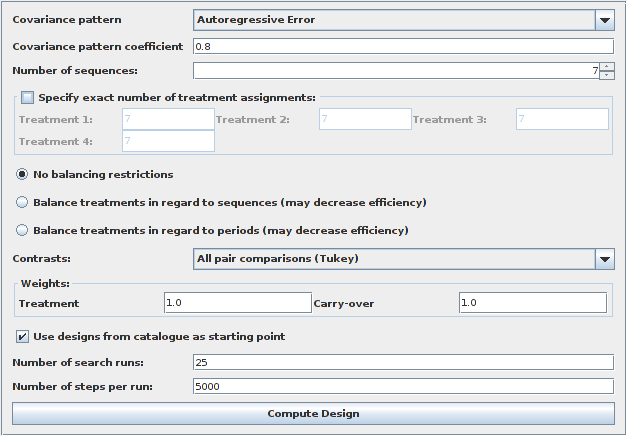 Covariance pattern Autoregressive Error
Covariance pattern coefficient 0.8
Number of sequences: 7
Specify exact number of treatment assignments:
Treatment 1: 7 Treatment 2: 7 Treatment 3: 7
Treatment 4: 7
No balancing restrictions
Balance treatments in regard to sequences (may decrease efficiency)
Balance treatments in regard to periods (may decrease efficiency)
Contrasts: All pair comparisons (Tukey)
Weights:
Treatment 1.0 Carry-over 1.0
Use designs from catalogue as starting point
Number of search runs: 25
Number of steps per run: 5000
Compute Design